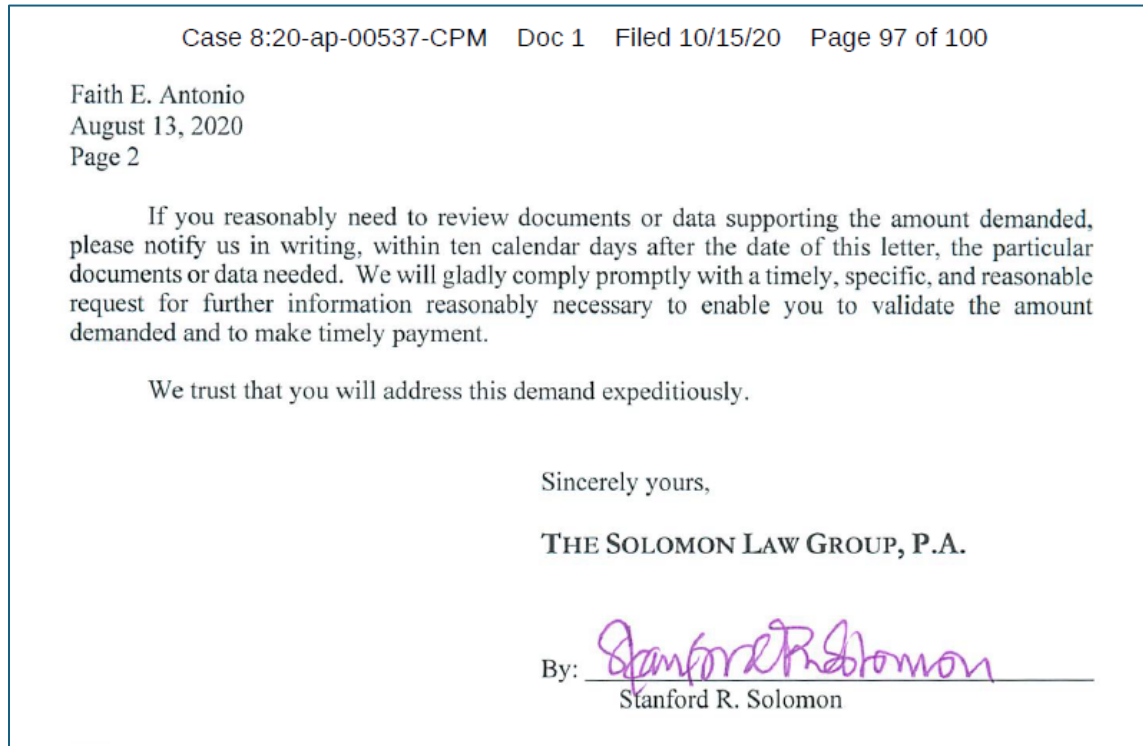 Case 8:20-ap-00537-CPM Doc 1 Filed 10/15/20 Page 97 of 100
Faith E. Antonio
August 13, 2020
Page 2
If you reasonably need to review documents or data supporting the amount demanded,
please notify us in writing, within ten calendar days after the date of this letter, the particular
documents or data needed. We will gladly comply promptly with a timely, specific, and reasonable
request for further information reasonably necessary to enable you to validate the amount
demanded and to make timely payment.
We trust that you will address this demand expeditiously.
Sincerely yours,
THE SOLOMON LAW GROUP, P.A.
By: Stanford R Solomon
Stanford R. Solomon